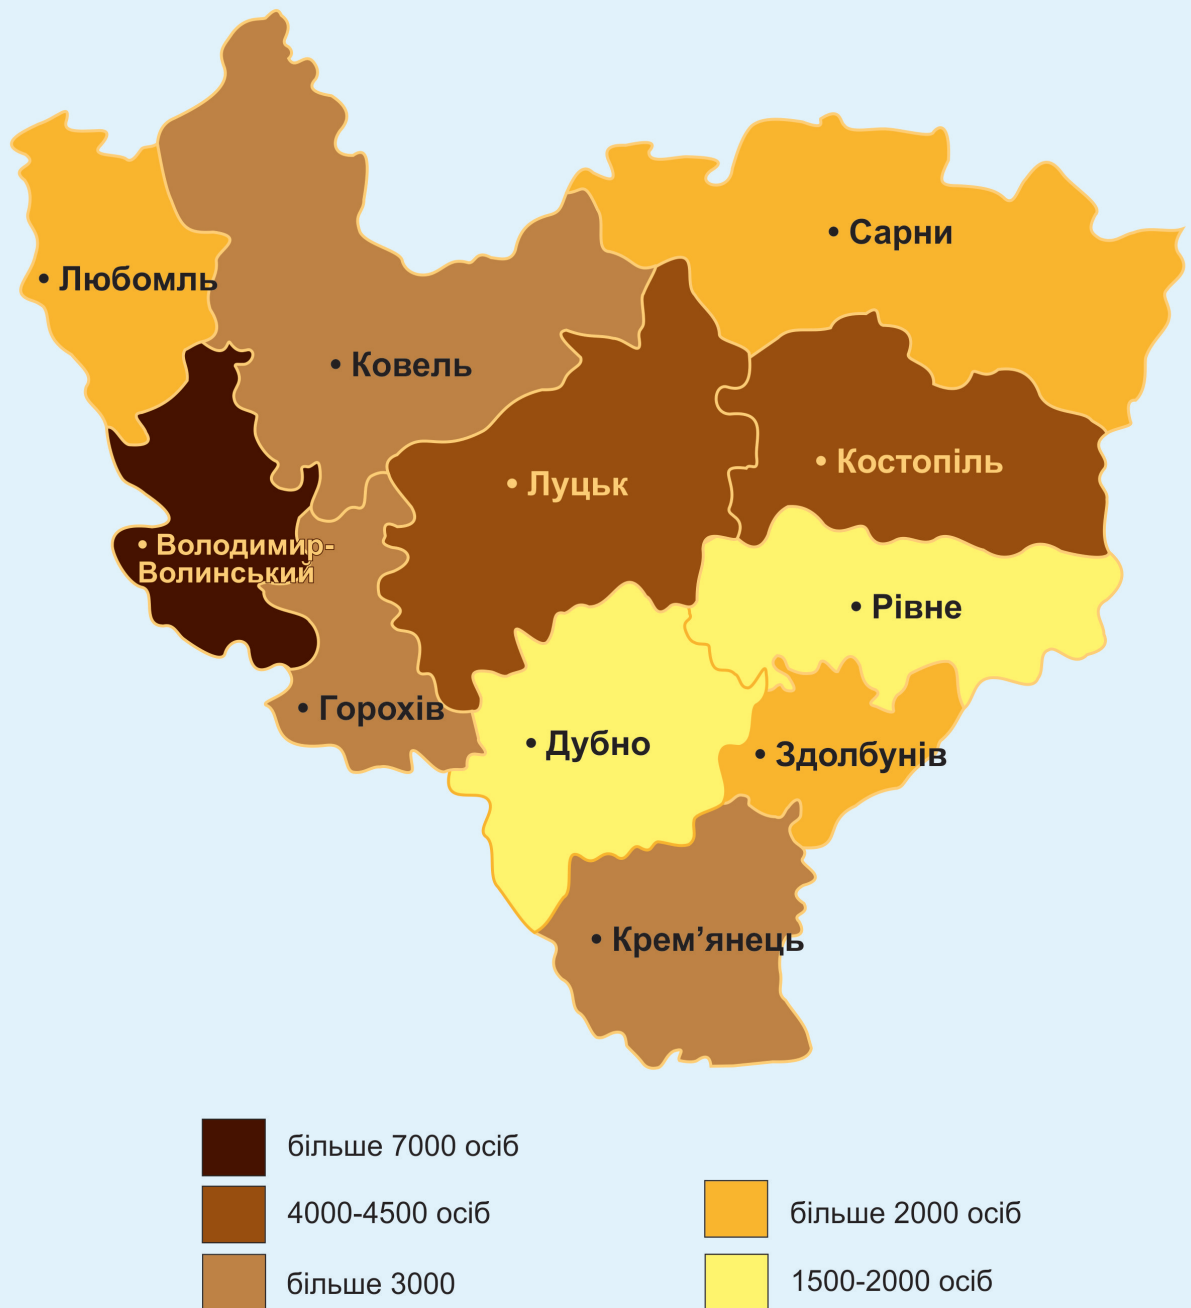 • Сарни
• Любомль
• Ковель
• Костопіль
• Луцьк
• Володимир-
Волинський
• Рівне
• Горохів
• Дубно
• Здолбунів
• Крем’янець
більше 7000 осіб
4000-4500 осіб
більше 3000
більше 2000 осіб
1500-2000 осіб